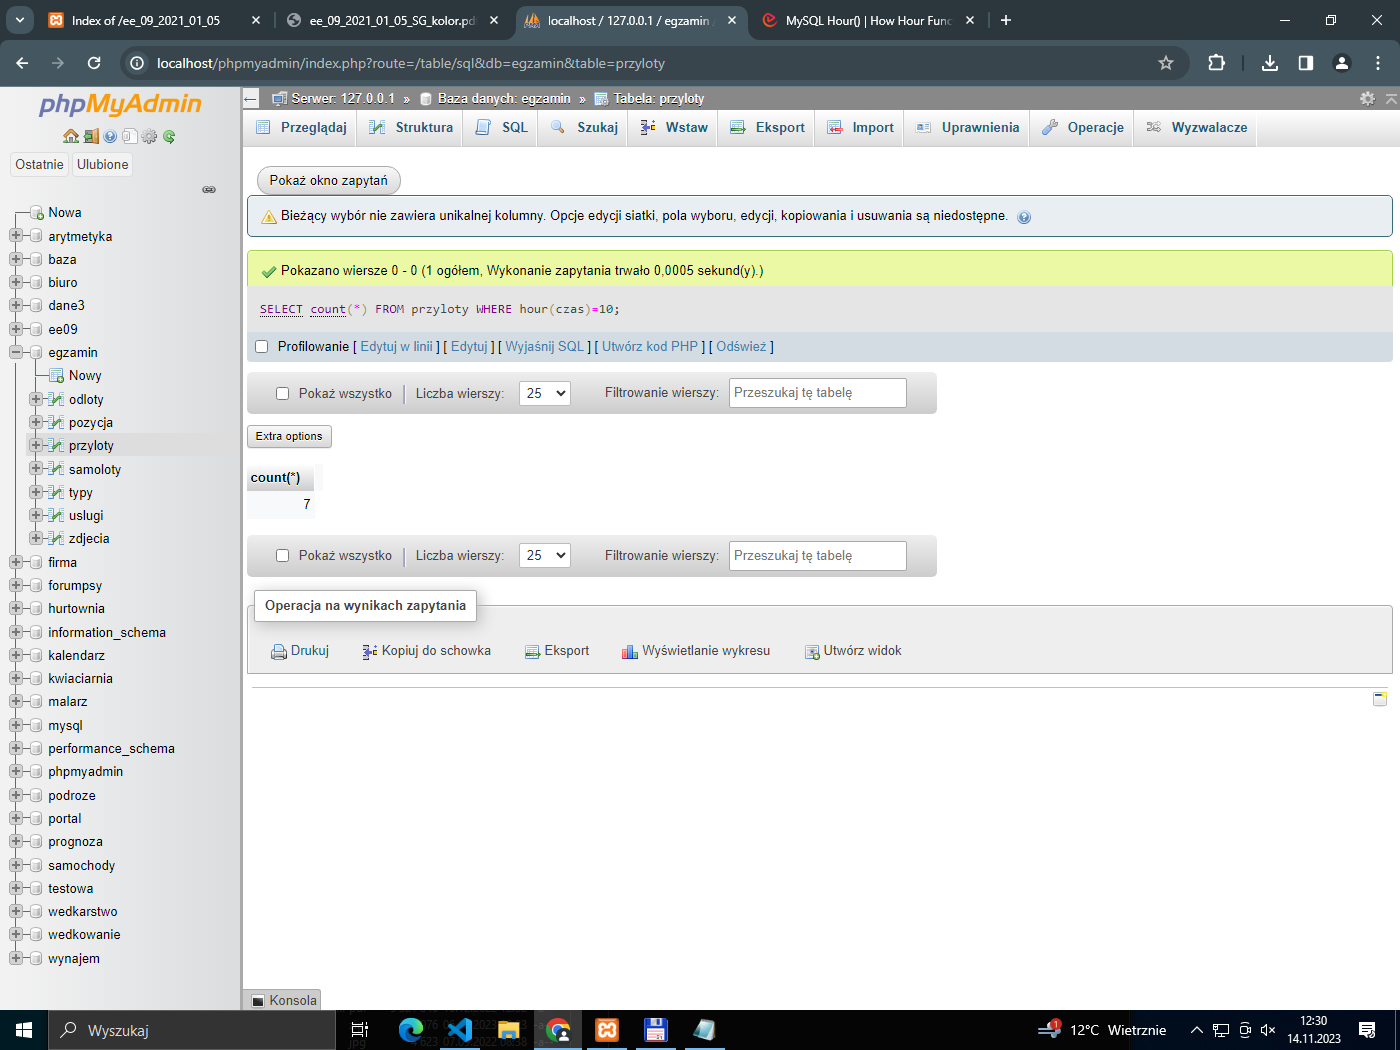 Index of /ee_09_2021_01_05
ee_09_2021_01_05_SG_kolor.pd
localhost / 127.0.0.1 / egzamin
MySQL Hour() | How Hour Func
localhost/phpmyadmin/index.php?route=/table/sql&db=egzamin&table=przyloty
phpMyAdmin
Ostatnie
Ulubione
Nowa
arytmetyka
baza
biuro
dane3
ee09
egzamin
Nowy
odloty
pozycja
przyloty
samoloty
typy
uslugi
zdjecia
firma
forumpsy
hurtownia
information_schema
kalendarz
kwiaciarnia
malarz
mysql
performance_schema
phpmyadmin
podroze
portal
prognoza
samochody
testowa
wedkarstwo
wedkowanie
wynajem
Serwer: 127.0.0.1 » Baza danych: egzamin » Tabela: przyloty
Przeglądaj Struktura SQL Szukaj Wstaw Eksport Import Uprawnienia Operacje Wyzwalacze
Pokaż okno zapytań
Bieżący wybór nie zawiera unikalnej kolumny. Opcje edycji siatki, pola wyboru, edycji, kopiowania i usuwania są niedostępne.
Pokazano wiersze 0 - 0 (1 ogółem, Wykonanie zapytania trwało 0,0005 sekund(y).)
SELECT count(*) FROM przyloty WHERE hour(czas)=10;
Profilowanie [ Edytuj w linii ] [ Edytuj ] [ Wyjaśnij SQL ] [ Utwórz kod PHP ] [ Odśwież ]
Pokaż wszystko | Liczba wierszy: 25 Filtrowanie wierszy: Przeszukaj tę tabelę
Extra options
count(*)
7
Pokaż wszystko | Liczba wierszy: 25 Filtrowanie wierszy: Przeszukaj tę tabelę
Operacja na wynikach zapytania
Drukuj Kopiuj do schowka Eksport Wyświetlanie wykresu Utwórz widok
Konsola
Wyszukaj
1
12°C Wietrznie
12:30
14.11.2023